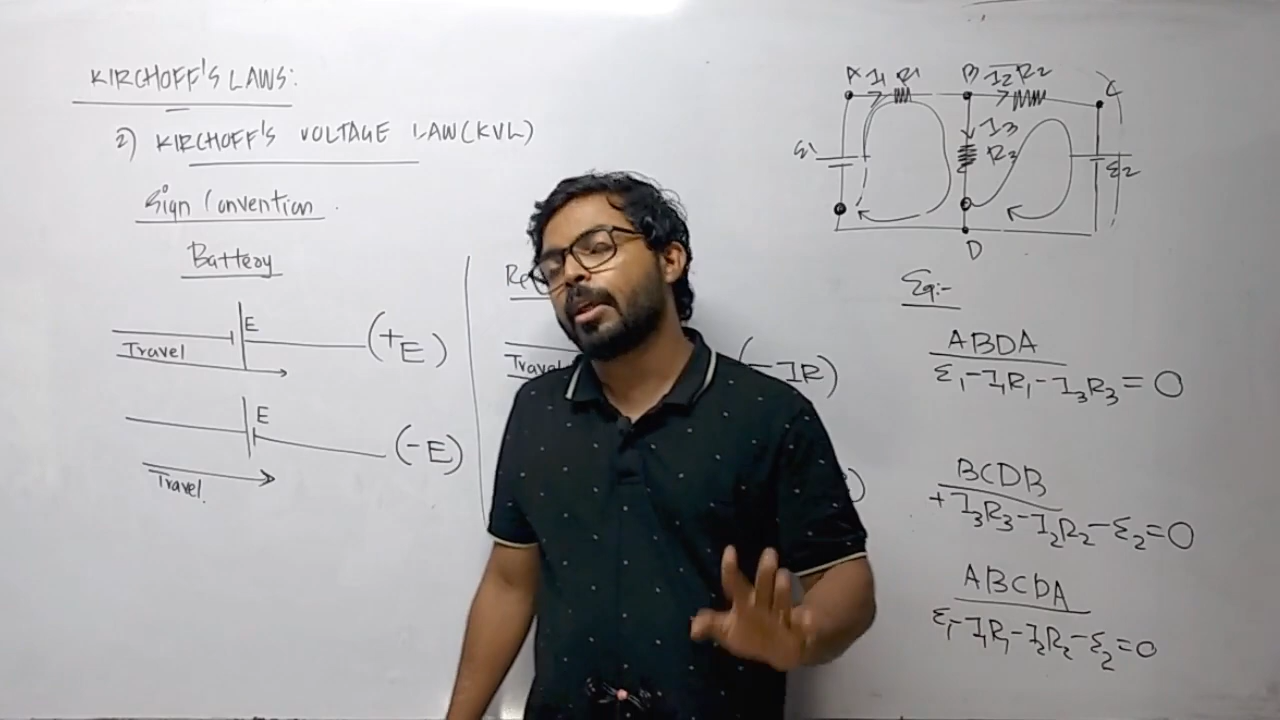 KIRCHOFF'S LAWS:
2) KIRCHOFF'S VOLTAGE LAW(KVL)
Sign Convention
Battery
E
(+E)
Travel
E
(-E)
Travel.
Travel
(-IR)
A I1 R1 B I2 R2 C
I3
R3
ε1
ε2
D
Eq:-
ABDA
ε1-I1R1-I3R3=0
BCDB
+I3R3-I2R2-ε2=0
ABCDA
ε1-I1R1-I2R2-ε2=0